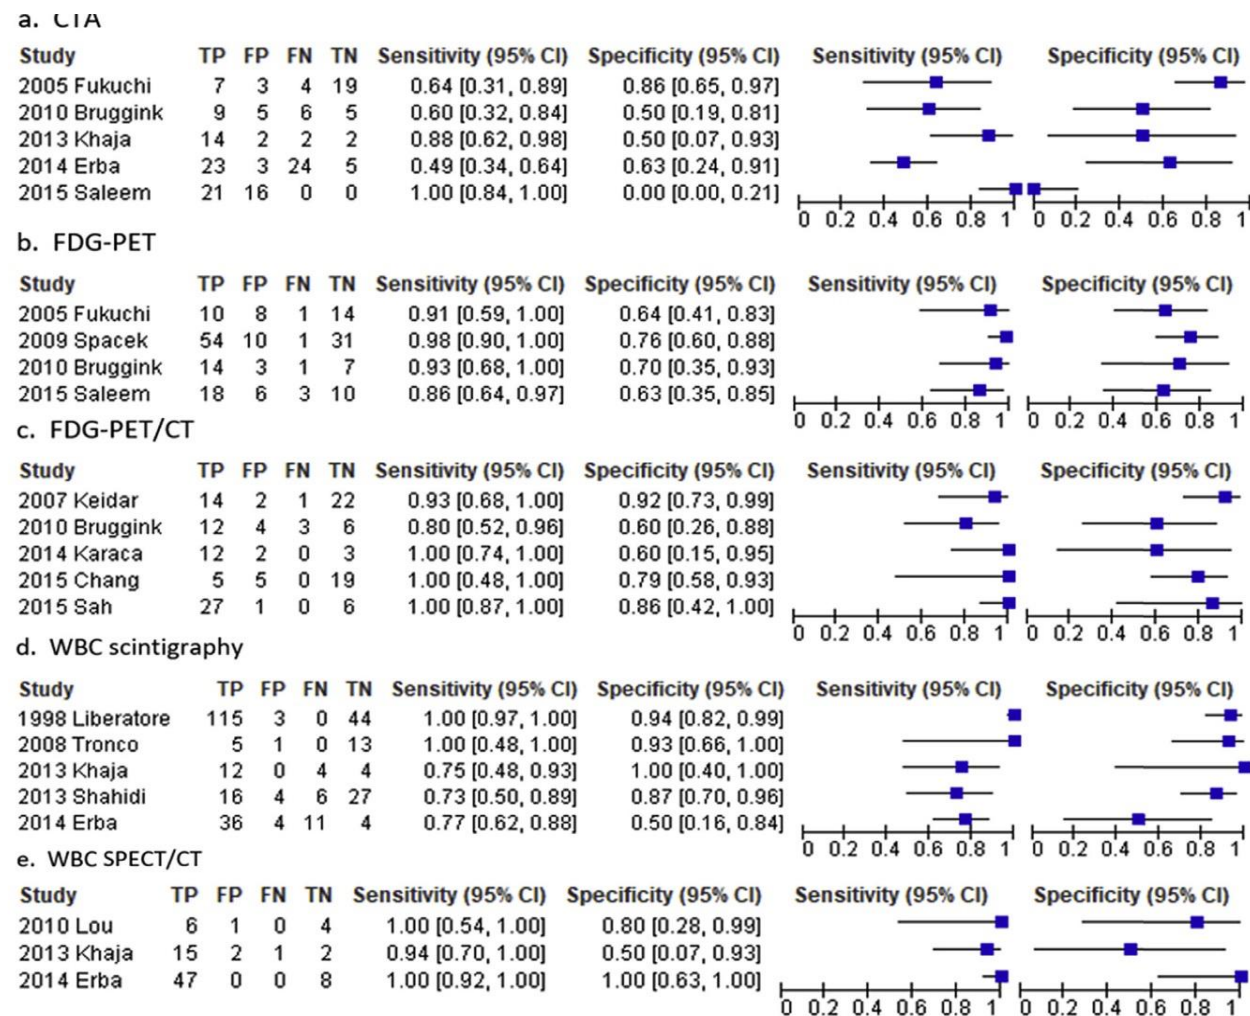 a. CTA
Study TP FP FN TN Sensitivity (95% CI) Specificity (95% CI) Sensitivity (95% CI) Specificity (95% CI)
2005 Fukuchi 7 3 4 19 0.64 [0.31, 0.89] 0.86 [0.65, 0.97]
2010 Bruggink 9 5 6 5 0.60 [0.32, 0.84] 0.50 [0.19, 0.81]
2013 Khaja 14 2 2 2 0.88 [0.62, 0.98] 0.50 [0.07, 0.93]
2014 Erba 23 3 24 5 0.49 [0.34, 0.64] 0.63 [0.24, 0.91]
2015 Saleem 21 16 0 0 1.00 [0.84, 1.00] 0.00 [0.00, 0.21]
0 0.2 0.4 0.6 0.8 1 0 0.2 0.4 0.6 0.8 1
b. FDG-PET
Study TP FP FN TN Sensitivity (95% CI) Specificity (95% CI) Sensitivity (95% CI) Specificity (95% CI)
2005 Fukuchi 10 8 1 14 0.91 [0.59, 1.00] 0.64 [0.41, 0.83]
2009 Spacek 54 10 1 31 0.98 [0.90, 1.00] 0.76 [0.60, 0.88]
2010 Bruggink 14 3 1 7 0.93 [0.68, 1.00] 0.70 [0.35, 0.93]
2015 Saleem 18 6 3 10 0.86 [0.64, 0.97] 0.63 [0.35, 0.85]
0 0.2 0.4 0.6 0.8 1 0 0.2 0.4 0.6 0.8 1
c. FDG-PET/CT
Study TP FP FN TN Sensitivity (95% CI) Specificity (95% CI) Sensitivity (95% CI) Specificity (95% CI)
2007 Keidar 14 2 1 22 0.93 [0.68, 1.00] 0.92 [0.73, 0.99]
2010 Bruggink 12 4 3 6 0.80 [0.52, 0.96] 0.60 [0.26, 0.88]
2014 Karaca 12 2 0 3 1.00 [0.74, 1.00] 0.60 [0.15, 0.95]
2015 Chang 5 5 0 19 1.00 [0.48, 1.00] 0.79 [0.58, 0.93]
2015 Sah 27 1 0 6 1.00 [0.87, 1.00] 0.86 [0.42, 1.00]
0 0.2 0.4 0.6 0.8 1 0 0.2 0.4 0.6 0.8 1
d. WBC scintigraphy
Study TP FP FN TN Sensitivity (95% CI) Specificity (95% CI) Sensitivity (95% CI) Specificity (95% CI)
1998 Liberatore 115 3 0 44 1.00 [0.97, 1.00] 0.94 [0.82, 0.99]
2008 Tronco 5 1 0 13 1.00 [0.48, 1.00] 0.93 [0.66, 1.00]
2013 Khaja 12 0 4 4 0.75 [0.48, 0.93] 1.00 [0.40, 1.00]
2013 Shahidi 16 4 6 27 0.73 [0.50, 0.89] 0.87 [0.70, 0.96]
2014 Erba 36 4 11 4 0.77 [0.62, 0.88] 0.50 [0.16, 0.84]
0 0.2 0.4 0.6 0.8 1 0 0.2 0.4 0.6 0.8 1
e. WBC SPECT/CT
Study TP FP FN TN Sensitivity (95% CI) Specificity (95% CI) Sensitivity (95% CI) Specificity (95% CI)
2010 Lou 6 1 0 4 1.00 [0.54, 1.00] 0.80 [0.28, 0.99]
2013 Khaja 15 2 1 2 0.94 [0.70, 1.00] 0.50 [0.07, 0.93]
2014 Erba 47 0 0 8 1.00 [0.92, 1.00] 1.00 [0.63, 1.00]
0 0.2 0.4 0.6 0.8 1 0 0.2 0.4 0.6 0.8 1